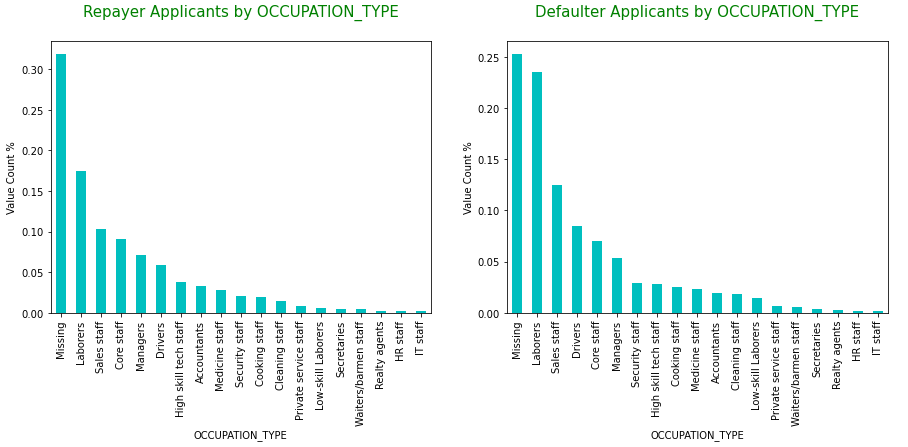 Repayer Applicants by OCCUPATION_TYPE
Value Count %
0.30
0.25
0.20
0.15
0.10
0.05
0.00
Missing
Laborers
Sales staff
Core staff
Managers
Drivers
High skill tech staff
Accountants
Medicine staff
Security staff
Cooking staff
Cleaning staff
Private service staff
Low-skill Laborers
Secretaries
Waiters/barmen staff
Realty agents
HR staff
IT staff
OCCUPATION_TYPE
Defaulter Applicants by OCCUPATION_TYPE
Value Count %
0.25
0.20
0.15
0.10
0.05
0.00
Missing
Laborers
Sales staff
Drivers
Core staff
Managers
Security staff
High skill tech staff
Cooking staff
Medicine staff
Accountants
Cleaning staff
Low-skill Laborers
Private service staff
Waiters/barmen staff
Secretaries
Realty agents
HR staff
IT staff
OCCUPATION_TYPE